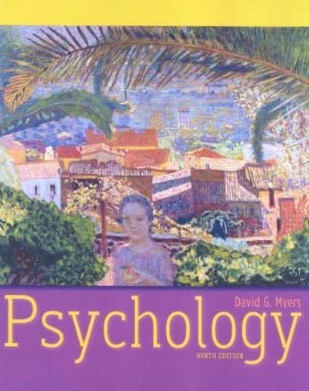 David G. Myers
Psychology
NINTH EDITION